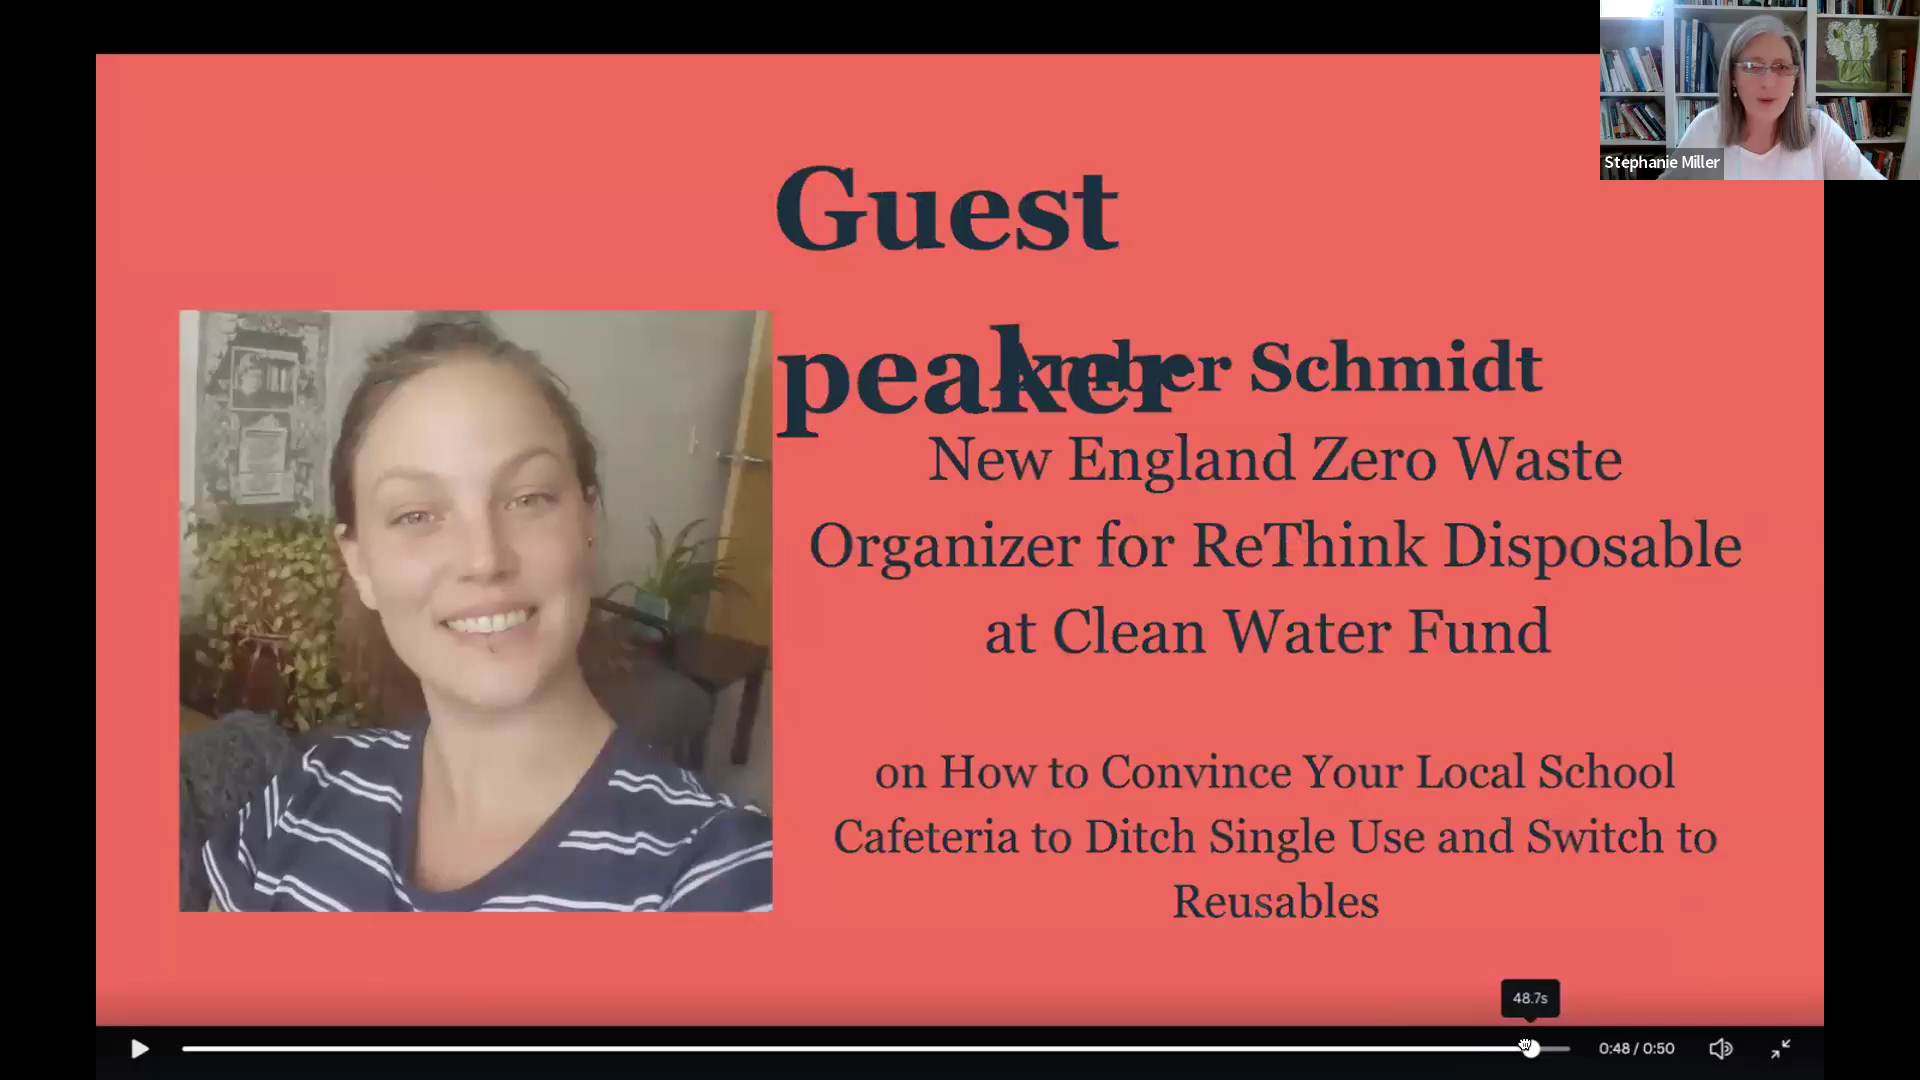 Stephanie Miller
Guest
peaker
Amber Schmidt
New England Zero Waste
Organizer for ReThink Disposable
at Clean Water Fund
on How to Convince Your Local School
Cafeteria to Ditch Single Use and Switch to
Reusables
48.7s
0:48 / 0:50